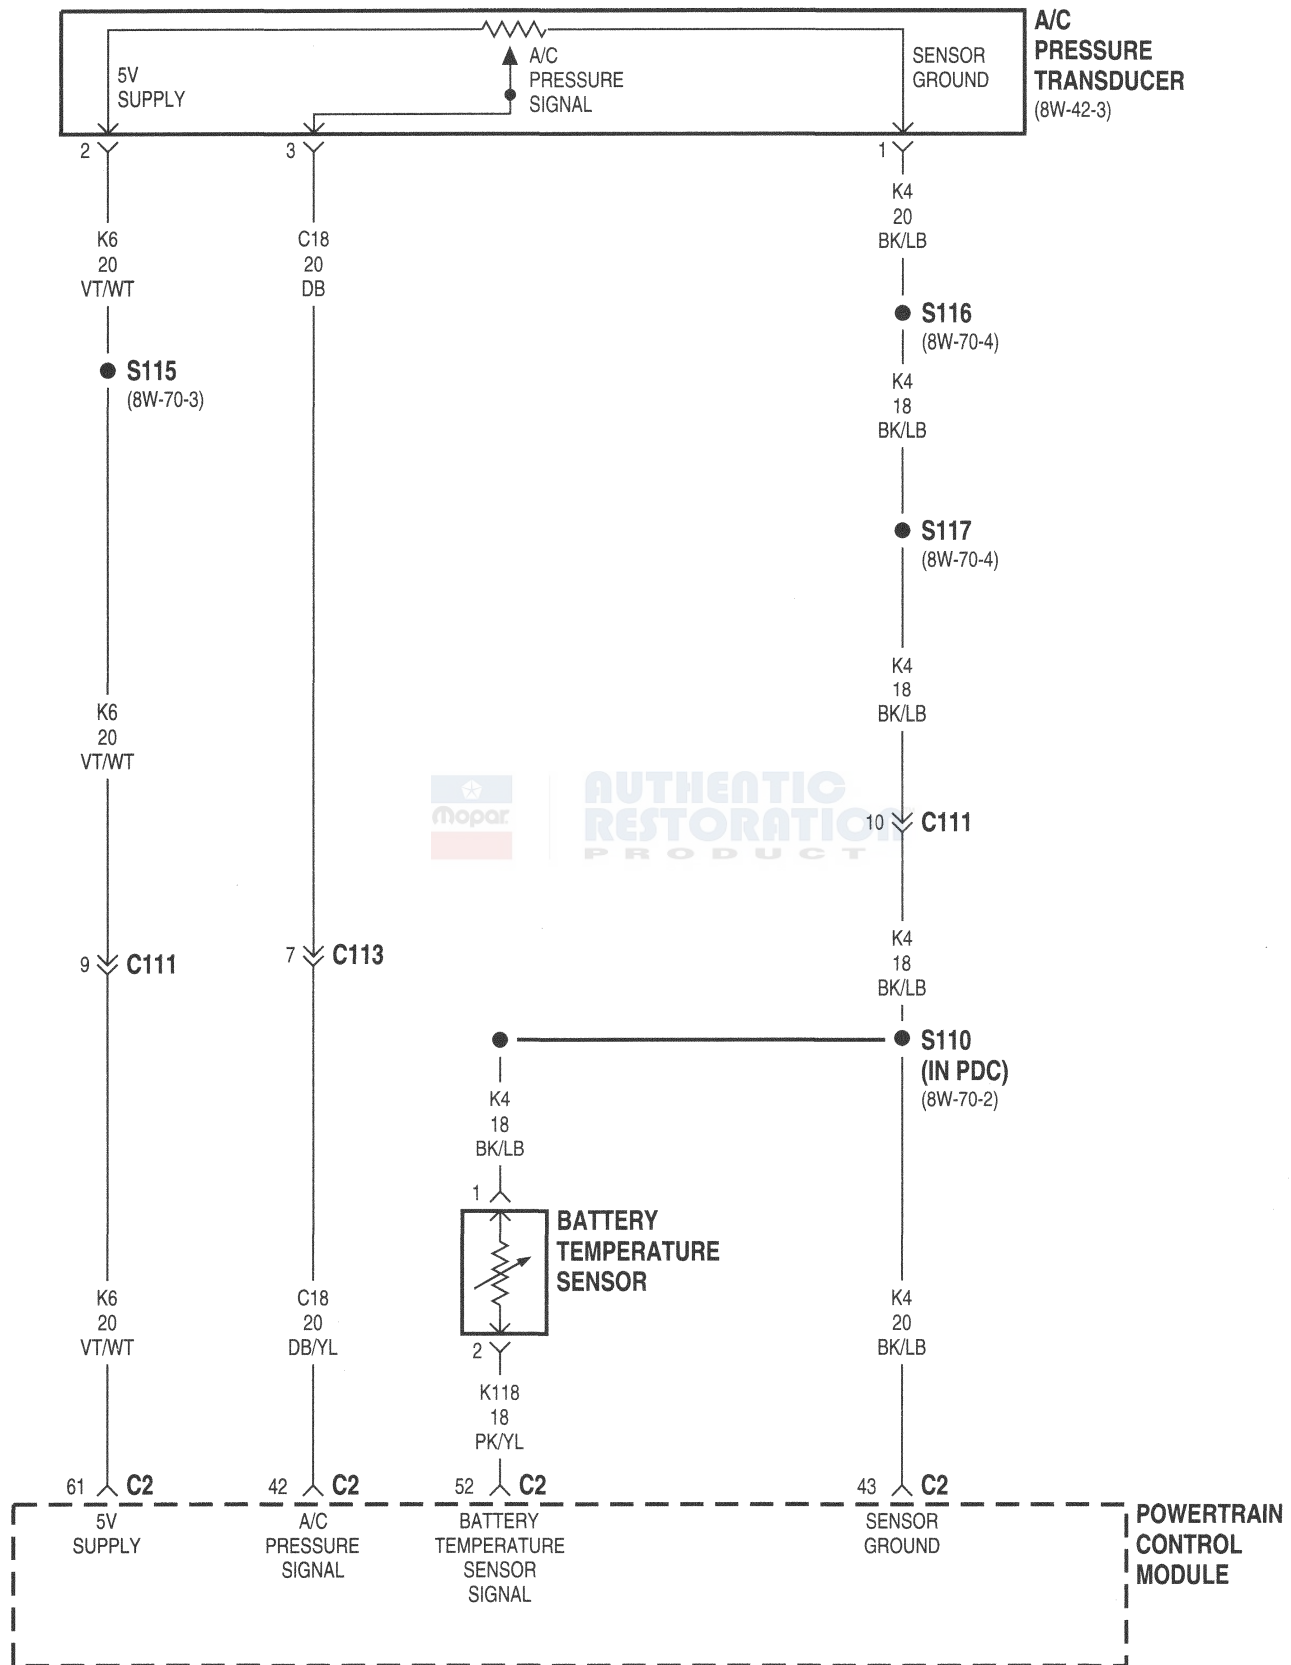 A/C
PRESSURE
TRANSDUCER
(8W-42-3)
5V
SUPPLY
A/C
PRESSURE
SIGNAL
SENSOR
GROUND
2
3
1
K6
20
VT/WT
C18
20
DB
K4
20
BK/LB
S115
(8W-70-3)
S116
(8W-70-4)
K4
18
BK/LB
S117
(8W-70-4)
K6
20
VT/WT
K4
18
BK/LB
Mopar
AUTHENTIC
RESTORATION
PRODUCT
10 C111
9 C111
7 C113
K4
18
BK/LB
S110
(IN PDC)
(8W-70-2)
K4
18
BK/LB
1
BATTERY
TEMPERATURE
SENSOR
2
K6
20
VT/WT
C18
20
DB/YL
K118
18
PK/YL
K4
20
BK/LB
61 C2
42 C2
52 C2
43 C2
5V
SUPPLY
A/C
PRESSURE
SIGNAL
BATTERY
TEMPERATURE
SENSOR
SIGNAL
SENSOR
GROUND
POWERTRAIN
CONTROL
MODULE